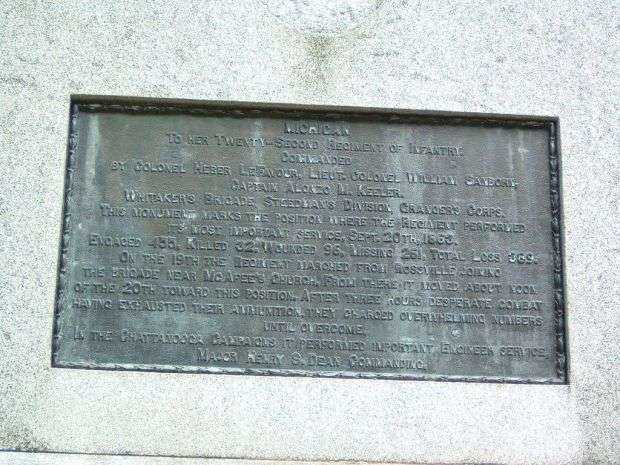 MICHIGAN
TO HER TWENTY-SECOND REGIMENT OF INFANTRY.
COMMANDED
BY COLONEL HEBER LEFAVOUR, LIEUT. COLONEL WILLIAM SANBORN,
CAPTAIN ALONZO M. KEELER.
WHITAKER'S BRIGADE, STEEDMAN'S DIVISION, GRANGER'S CORPS.
THIS MONUMENT MARKS THE POSITION WHERE THE REGIMENT PERFORMED
ITS MOST IMPORTANT SERVICE, SEPT. 20TH, 1863.
ENGAGED 455, KILLED 32, WOUNDED 96, MISSING 261, TOTAL LOSS 389.
ON THE 19TH THE REGIMENT MARCHED FROM ROSSVILLE, JOINING
THE BRIGADE NEAR MCAFEE'S CHURCH. FROM THERE IT MOVED ABOUT NOON
OF THE 20TH TOWARD THIS POSITION. AFTER THREE HOURS DESPERATE COMBAT
HAVING EXHAUSTED THEIR AMMUNITION, THEY CHARGED OVERWHELMING NUMBERS
UNTIL OVERCOME.
IN THE CHATTANOOGA CAMPAIGNS IT PERFORMED IMPORTANT ENGINEER SERVICE,
MAJOR HENRY S. DEAN COMMANDING.